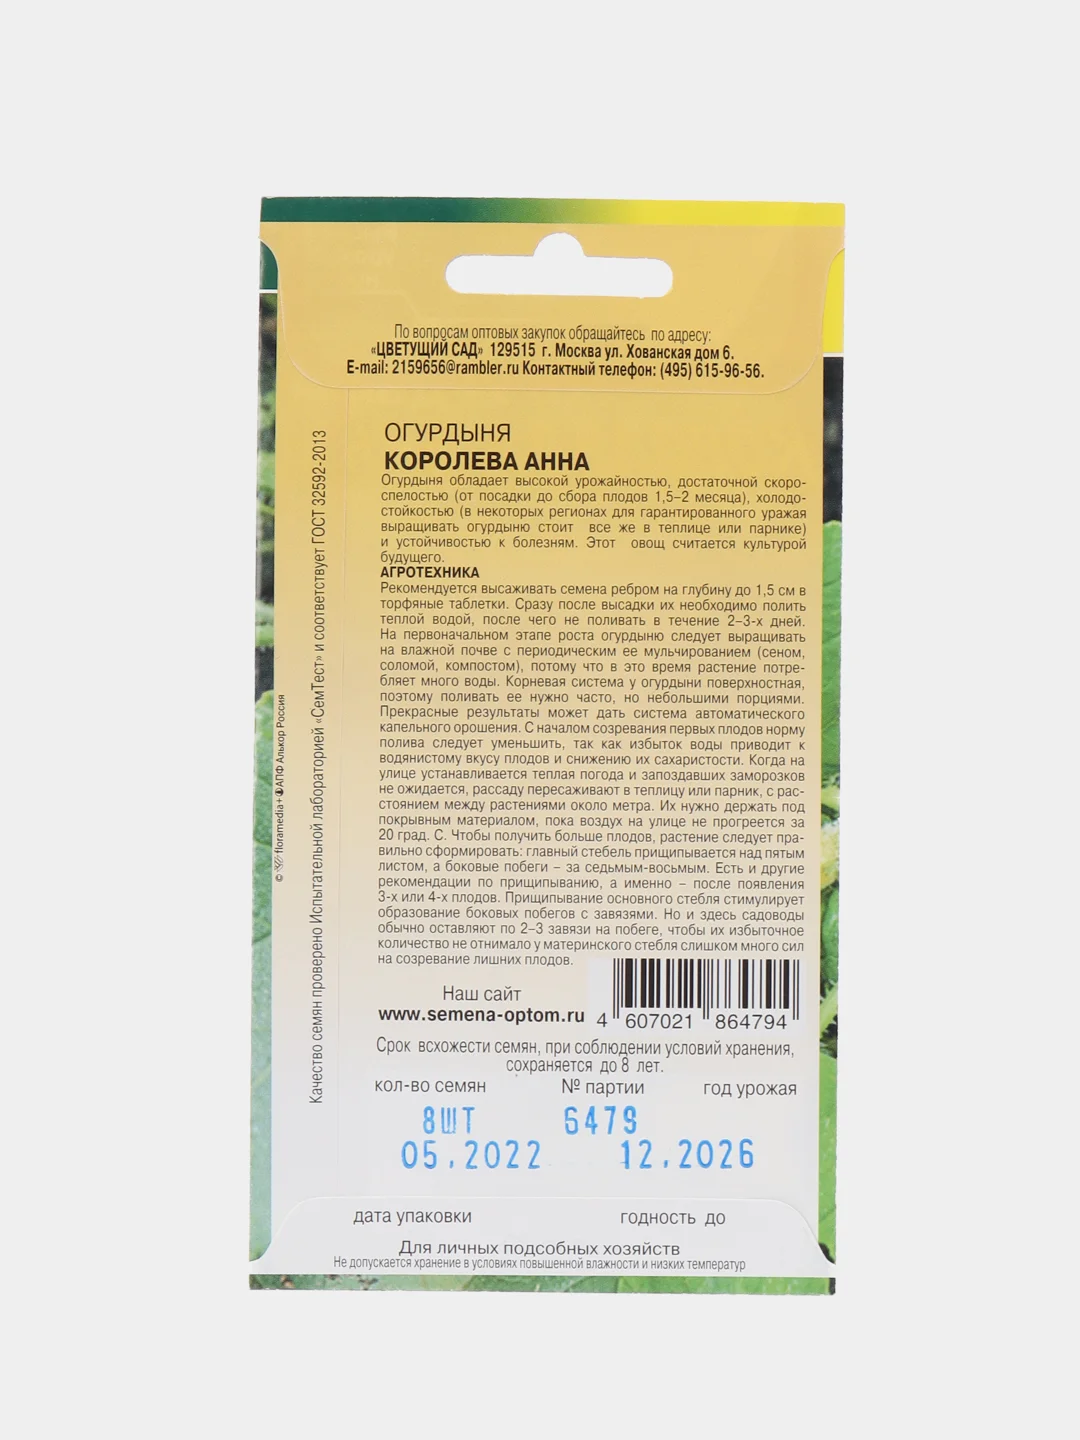 По вопросам оптовых закупок обращайтесь по адресу:
«ЦВЕТУЩИЙ САД» 129515 г. Москва ул. Хованская дом 6.
E-mail: 2159656@rambler.ru Контактный телефон: (495) 615-96-56.
ОГУРДЫНЯ
КОРОЛЕВА АННА
Огурдыня обладает высокой урожайностью, достаточной скоро-
спелостью (от посадки до сбора плодов 1,5–2 месяца), холодо-
стойкостью (в некоторых регионах для гарантированного уражая
выращивать огурдыню стоит все же в теплице или парнике)
и устойчивостью к болезням. Этот овощ считается культурой
будущего.
АГРОТЕХНИКА
Рекомендуется высаживать семена ребром на глубину до 1,5 см в
торфяные таблетки. Сразу после высадки их необходимо полить
теплой водой, после чего не поливать в течение 2–3-х дней.
На первоначальном этапе роста огурдыню следует выращивать
на влажной почве с периодическим ее мульчированием (сеном,
соломой, компостом), потому что в это время растение потре-
бляет много воды. Корневая система у огурдыни поверхностная,
поэтому поливать ее нужно часто, но небольшими порциями.
Прекрасные результаты может дать система автоматического
капельного орошения. С началом созревания первых плодов норму
полива следует уменьшить, так как избыток воды приводит к
водянистому вкусу плодов и снижению их сахаристости. Когда на
улице устанавливается теплая погода и запоздавших заморозков
не ожидается, рассаду пересаживают в теплицу или парник, с рас-
стоянием между растениями около метра. Их нужно держать под
покрывным материалом, пока воздух на улице не прогреется за
20 град. С. Чтобы получить больше плодов, растение следует пра-
вильно сформировать: главный стебель прищипывается над пятым
листом, а боковые побеги – за седьмым-восьмым. Есть и другие
рекомендации по прищипыванию, а именно – после появления
3-х или 4-х плодов. Прищипывание основного стебля стимулирует
образование боковых побегов с завязями. Но и здесь садоводы
обычно оставляют по 2–3 завязи на побеге, чтобы их избыточное
количество не отнимало у материнского стебля слишком много сил
на созревание лишних плодов.
Наш сайт
www.semena-optom.ru
4 607021 864794
Срок всхожести семян, при соблюдении условий хранения,
сохраняется до 8 лет.
кол-во семян № партии год урожая
8ШТ 6479
05.2022 12.2026
дата упаковки годность до
Для личных подсобных хозяйств
Не допускается хранение в условиях повышенной влажности и низких температур
Качество семян проверено Испытательной лабораторией «СемТест» и соответствует ГОСТ 32592-2013
© floramedia+ АПФ Алькор Россия